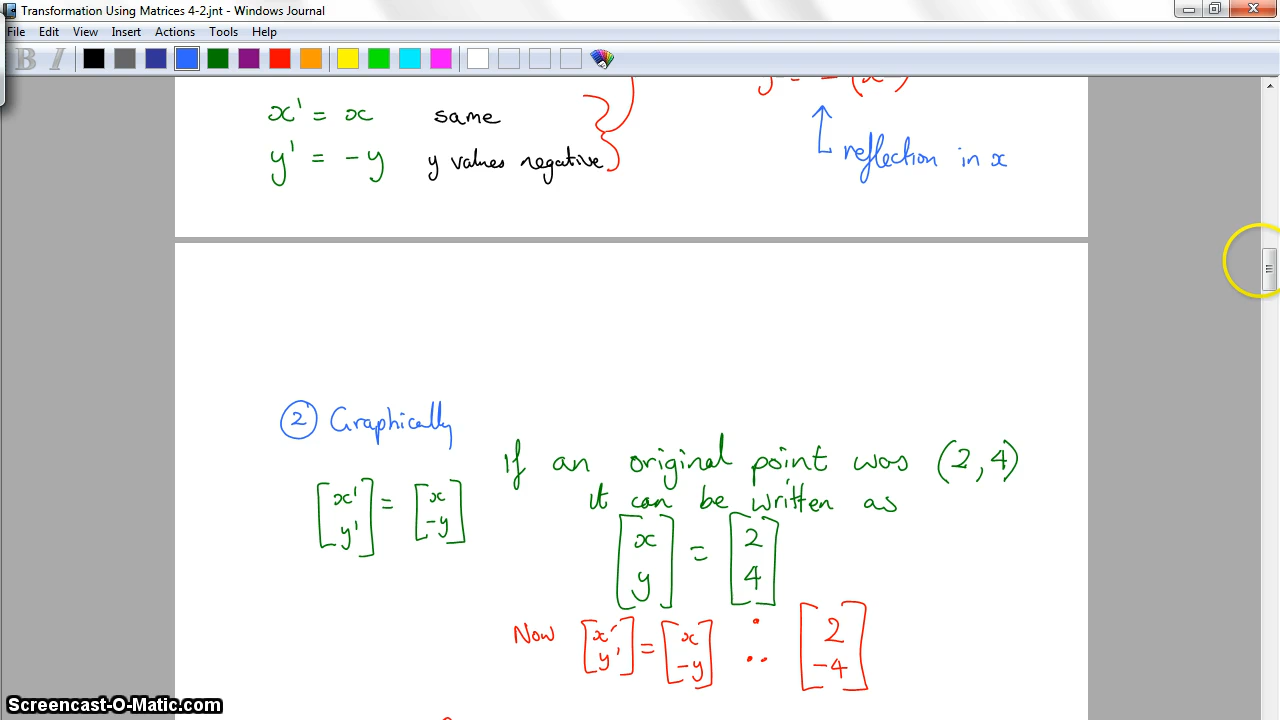 Transformation Using Matrices 4-2.jnt - Windows Journal
File Edit View Insert Actions Tools Help
B I
x' = x same
y' = -y y values negative
reflection in x
② Graphically
If an original point was (2,4)
it can be written as
[x' y'] = [x -y]
[x y] = [2 4]
Now [x' y'] = [x -y] ∴ [2 -4]
Screencast-O-Matic.com